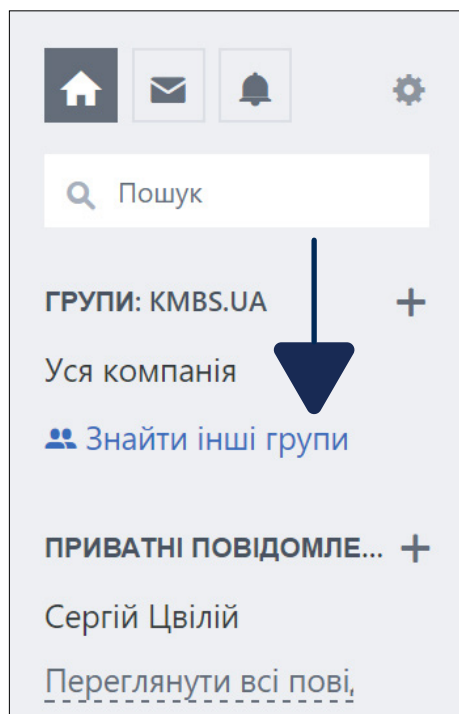 Пошук
ГРУПИ: KMBS.UA
Уся компанія
Знайти інші групи
ПРИВАТНІ ПОВІДОМЛЕ...
Сергій Цвілій
Переглянути всі пові